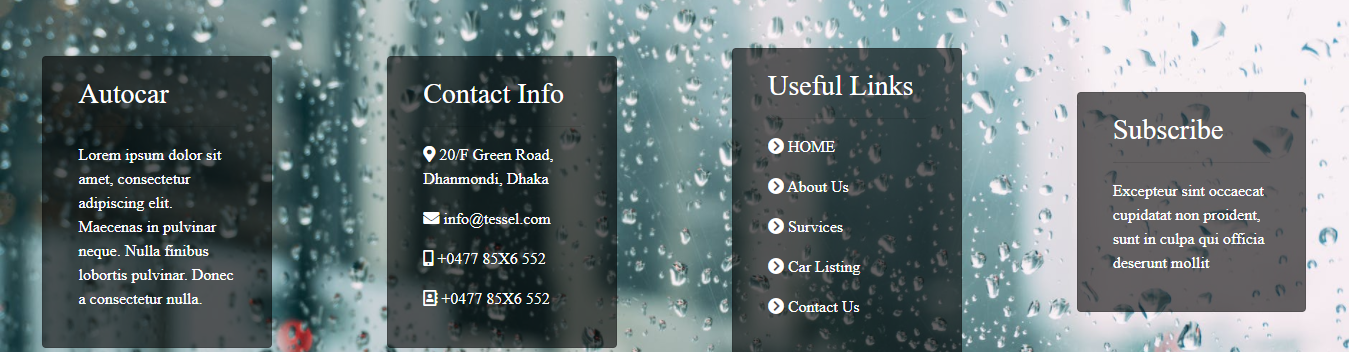 Autocar
Lorem ipsum dolor sit
amet, consectetur
adipiscing elit.
Maecenas in pulvinar
neque. Nulla finibus
lobortis pulvinar. Donec
a consectetur nulla.
Contact Info
20/F Green Road,
Dhanmondi, Dhaka
info@tessel.com
+0477 85X6 552
+0477 85X6 552
Useful Links
HOME
About Us
Survices
Car Listing
Contact Us
Subscribe
Excepteur sint occaecat
cupidatat non proident,
sunt in culpa qui officia
deserunt mollit